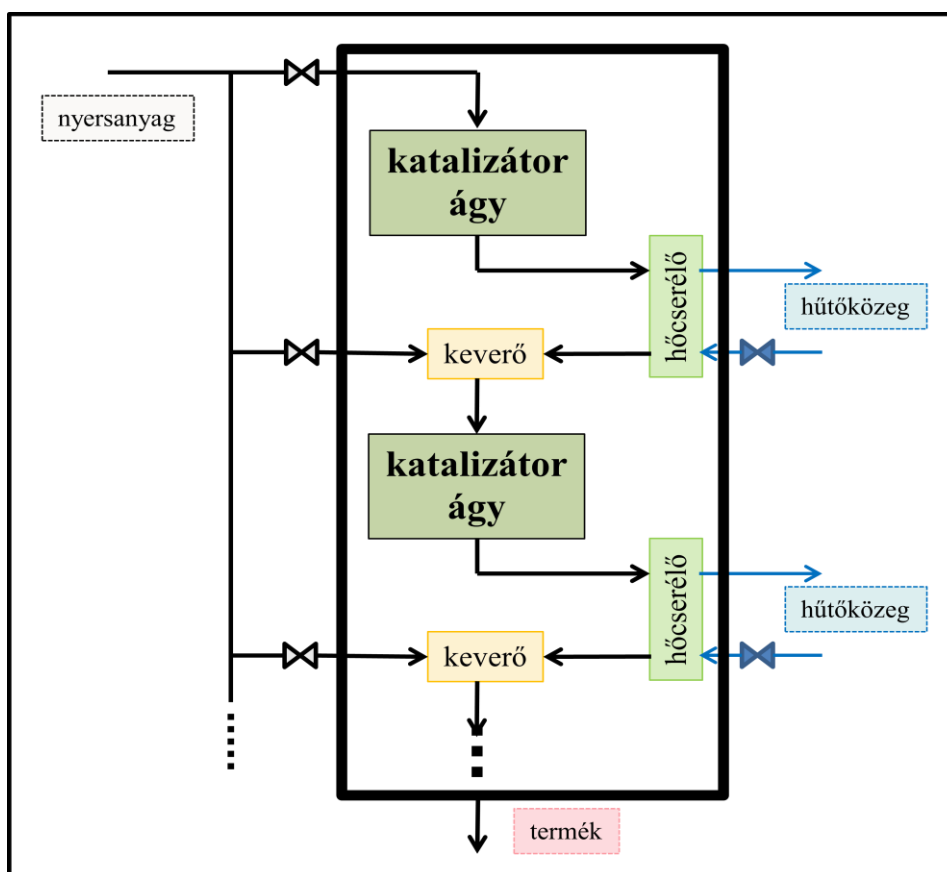 nyersanyag
katalizátor
ágy
hőcserélő
hűtőközeg
keverő
katalizátor
ágy
hőcserélő
hűtőközeg
keverő
termék